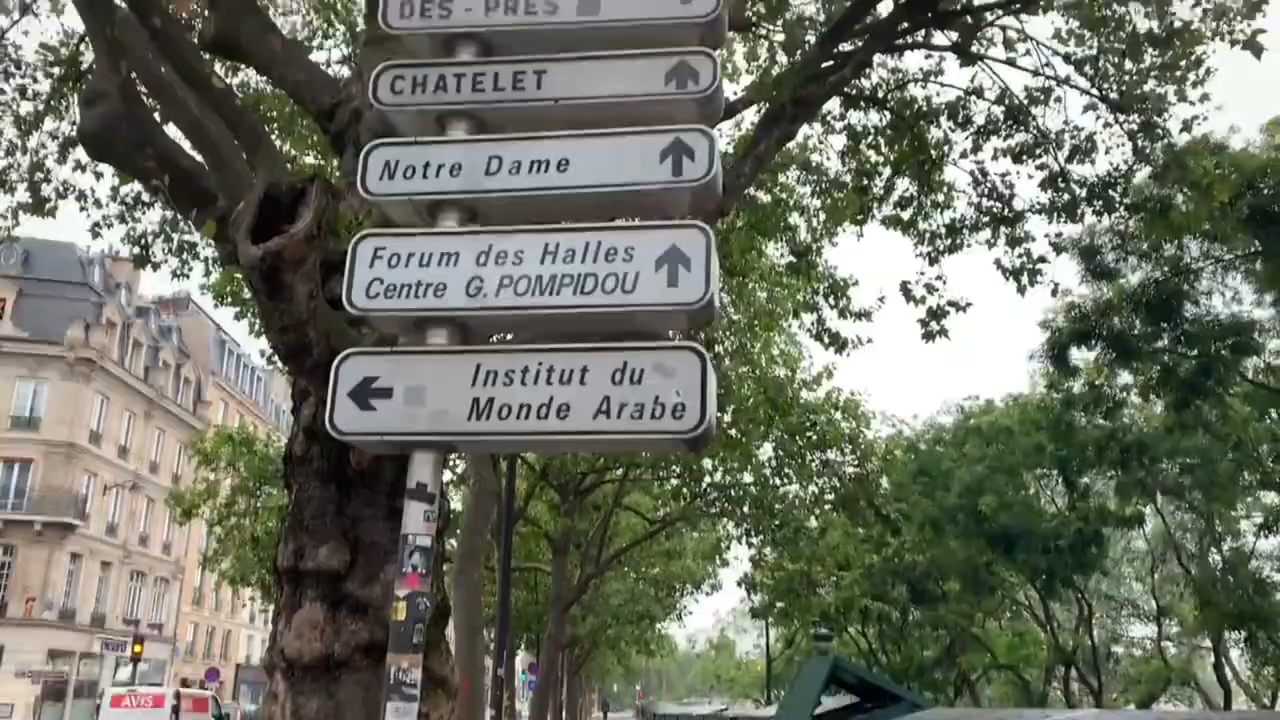 DES - PRES
CHATELET
Notre Dame
Forum des Halles
Centre G. POMPIDOU
Institut du
Monde Arabe
AVIS